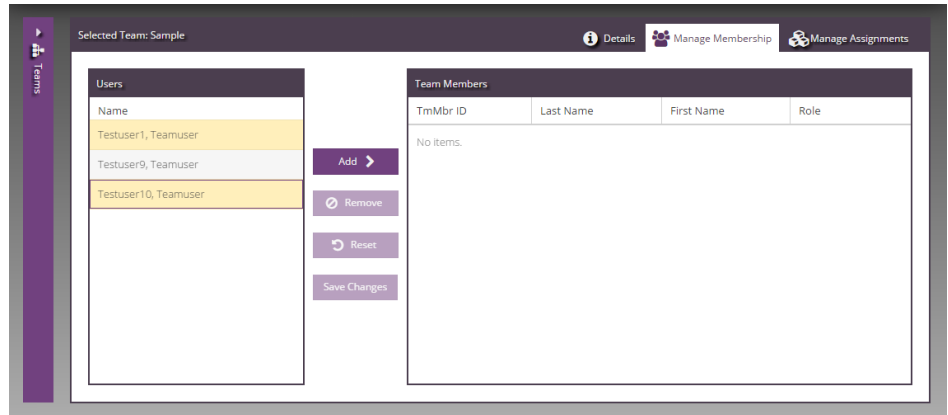 Teams
Selected Team: Sample
Details
Manage Membership
Manage Assignments
Users
Name
Testuser1, Teamuser
Testuser9, Teamuser
Testuser10, Teamuser
Add
Remove
Reset
Save Changes
Team Members
TmMbr ID Last Name First Name Role
No items.